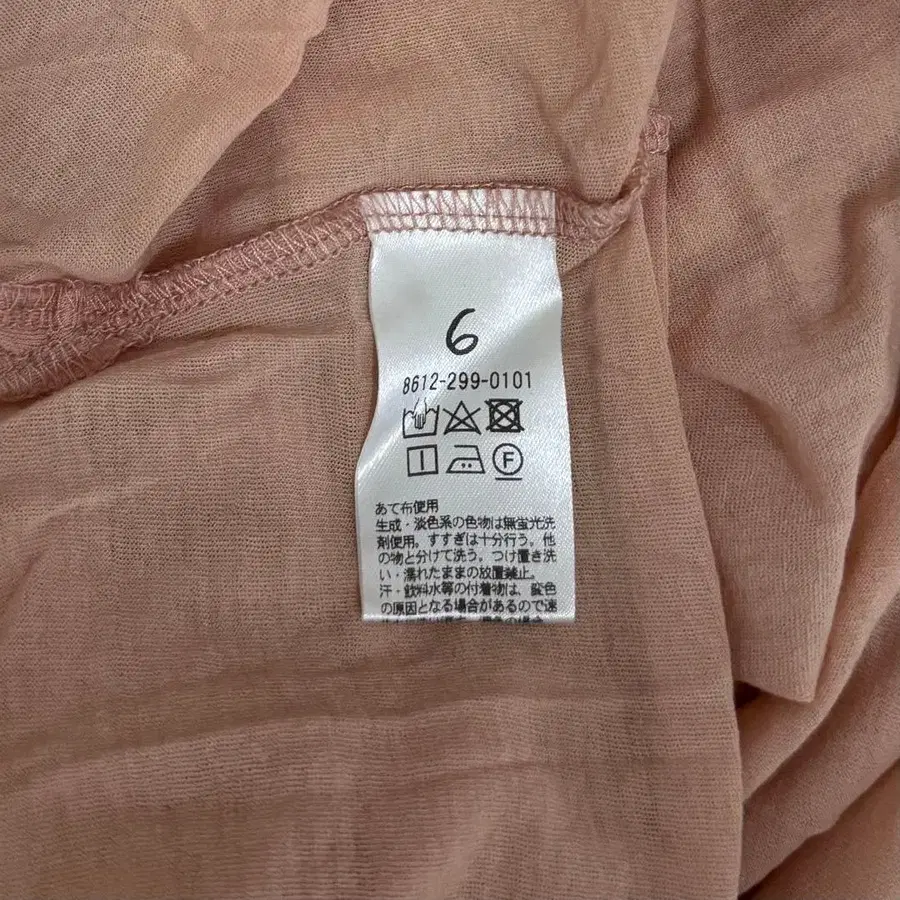 6
8612-299-0101
F
あて布使用
生成・淡色系の色物は無蛍光洗
剤使用。すすぎは十分行う。他
の物と分けて洗う。つけ置き洗
い・濡れたままの放置禁止。
汗・飲料水等の付着物は、変色
の原因となる場合があるので速